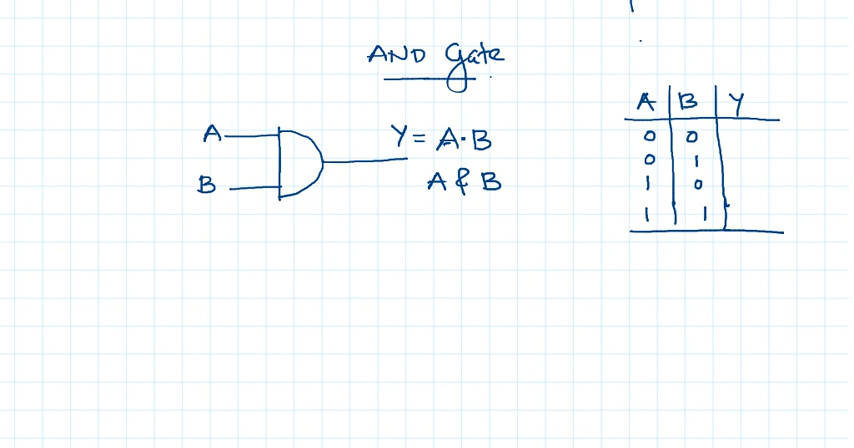 AND Gate
A
Y = A·B
B
A & B
A B Y
0 0
0 1
1 0
1 1